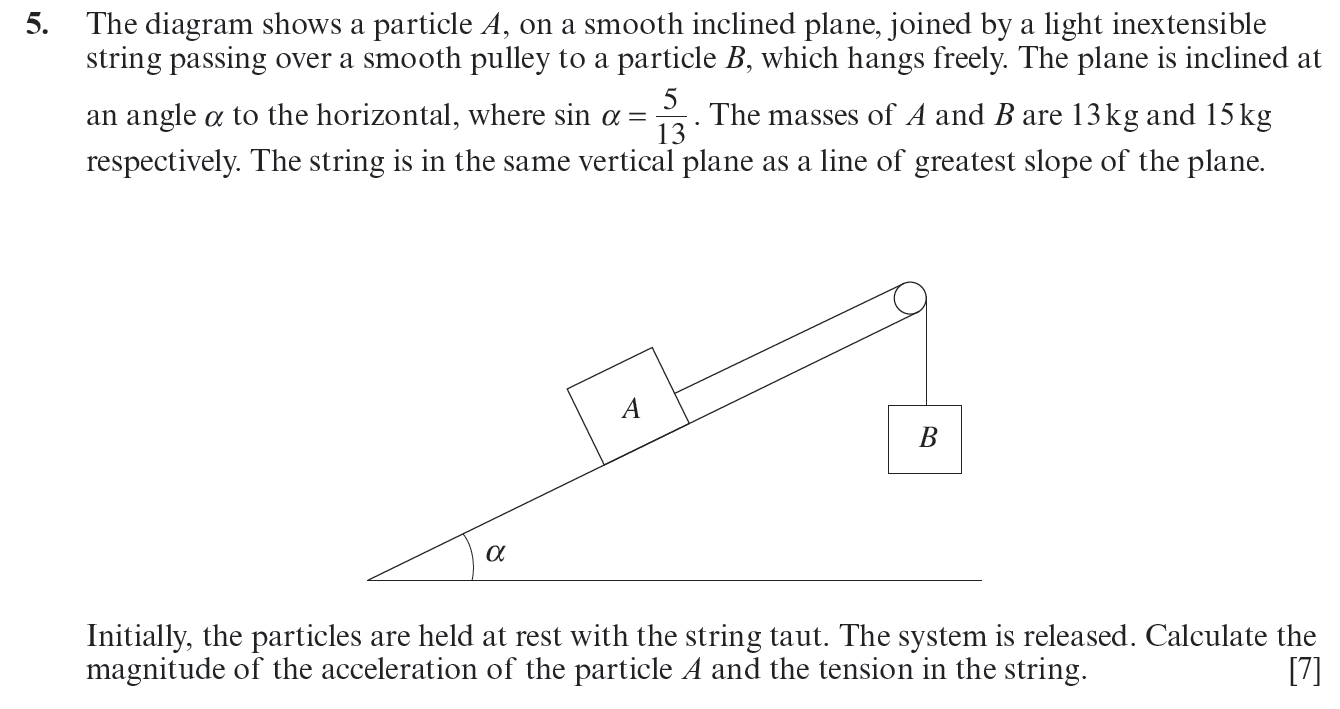 5. The diagram shows a particle A, on a smooth inclined plane, joined by a light inextensible
string passing over a smooth pulley to a particle B, which hangs freely. The plane is inclined at
an angle α to the horizontal, where sin α = 5/13. The masses of A and B are 13 kg and 15 kg
respectively. The string is in the same vertical plane as a line of greatest slope of the plane.
A
B
α
Initially, the particles are held at rest with the string taut. The system is released. Calculate the
magnitude of the acceleration of the particle A and the tension in the string. [7]